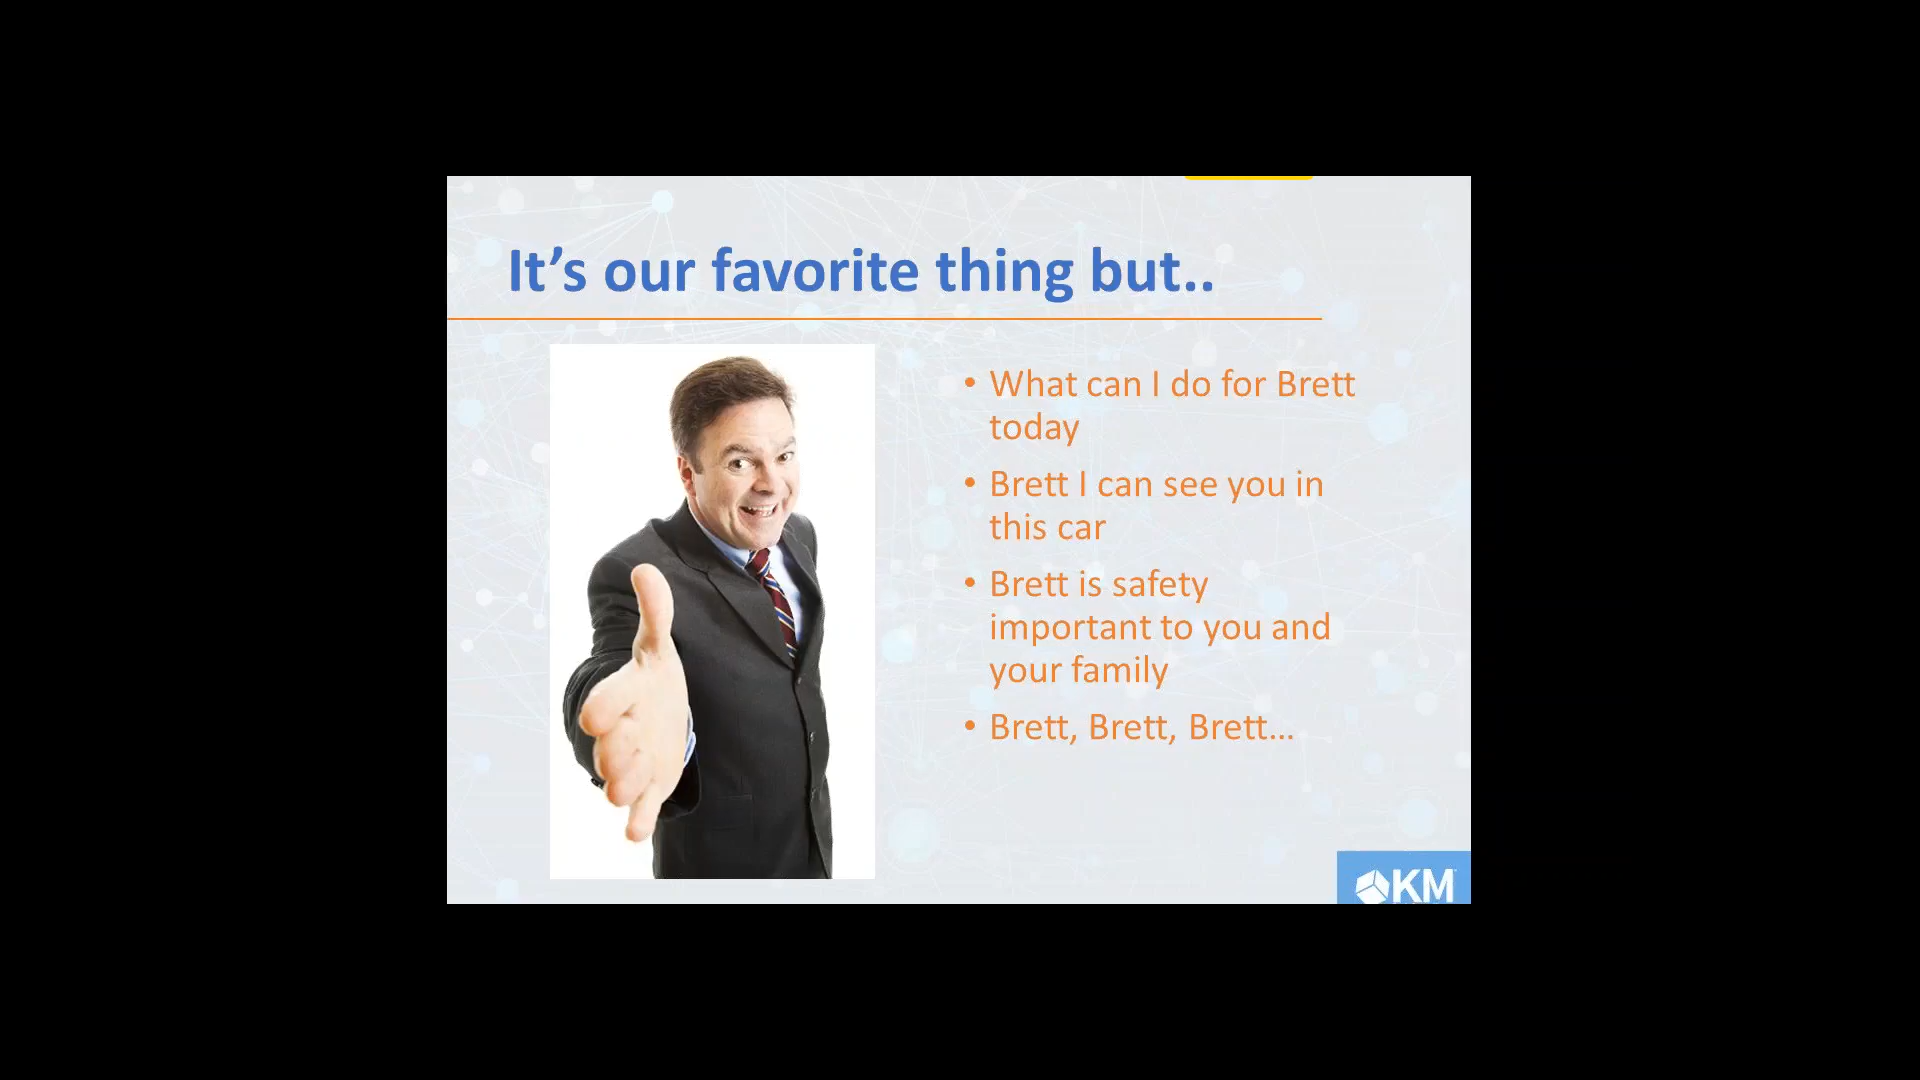 It’s our favorite thing but..
• What can I do for Brett
today
• Brett I can see you in
this car
• Brett is safety
important to you and
your family
• Brett, Brett, Brett...
KM